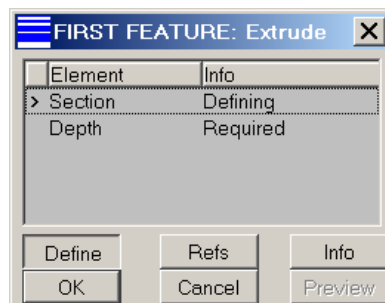 FIRST FEATURE: Extrude
Element Info
> Section Defining
Depth Required
Define Refs Info
OK Cancel Preview